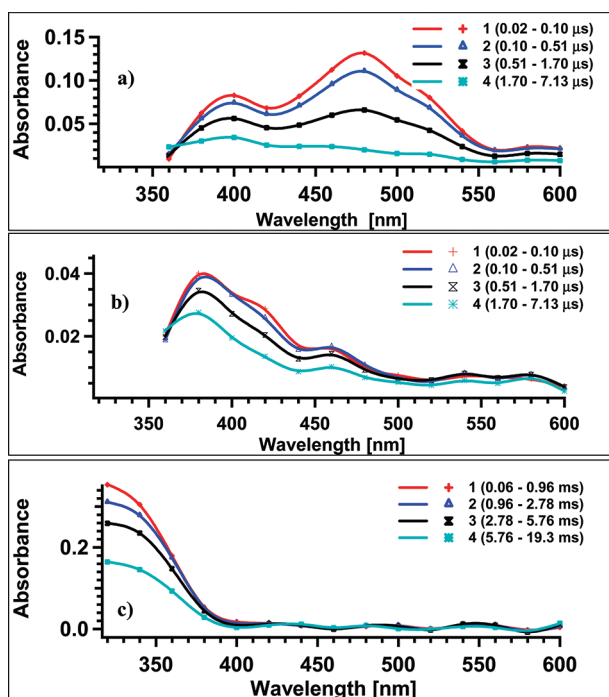 a)
Absorbance
0.15
0.10
0.05
1 (0.02 - 0.10 μs)
2 (0.10 - 0.51 μs)
3 (0.51 - 1.70 μs)
4 (1.70 - 7.13 μs)
350 400 450 500 550 600
Wavelength [nm]
b)
Absorbance
0.04
0.02
1 (0.02 - 0.10 μs)
2 (0.10 - 0.51 μs)
3 (0.51 - 1.70 μs)
4 (1.70 - 7.13 μs)
350 400 450 500 550 600
Wavelength [nm]
c)
Absorbance
0.2
0.0
1 (0.06 - 0.96 ms)
2 (0.96 - 2.78 ms)
3 (2.78 - 5.76 ms)
4 (5.76 - 19.3 ms)
350 400 450 500 550 600
Wavelength [nm]